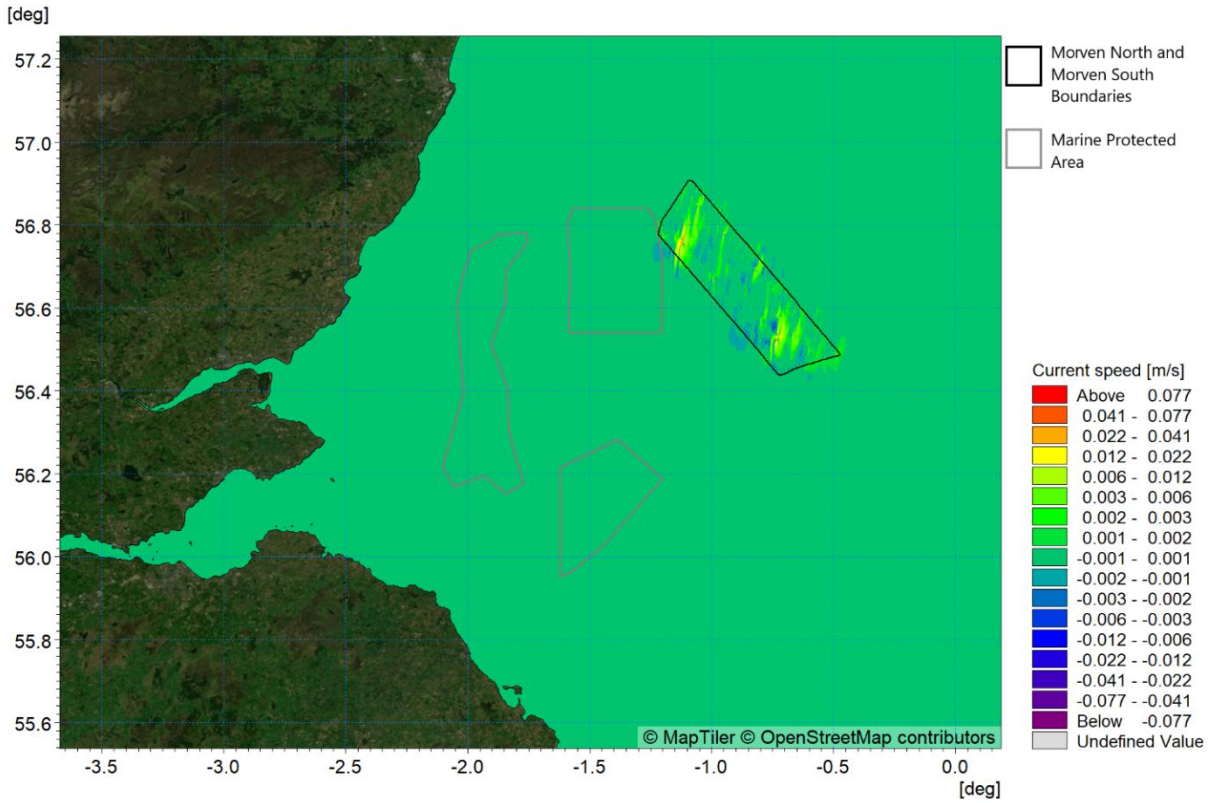 [deg]
57.2
57.0
56.8
56.6
56.4
56.2
56.0
55.8
55.6
-3.5
-3.0
-2.5
-2.0
-1.5
-1.0
-0.5
0.0
[deg]
© MapTiler © OpenStreetMap contributors
Morven North and
Morven South
Boundaries
Marine Protected
Area
Current speed [m/s]
Above 0.077
0.041 - 0.077
0.022 - 0.041
0.012 - 0.022
0.006 - 0.012
0.003 - 0.006
0.002 - 0.003
0.001 - 0.002
-0.001 - 0.001
-0.002 - -0.001
-0.003 - -0.002
-0.006 - -0.003
-0.012 - -0.006
-0.022 - -0.012
-0.041 - -0.022
-0.077 - -0.041
Below -0.077
Undefined Value